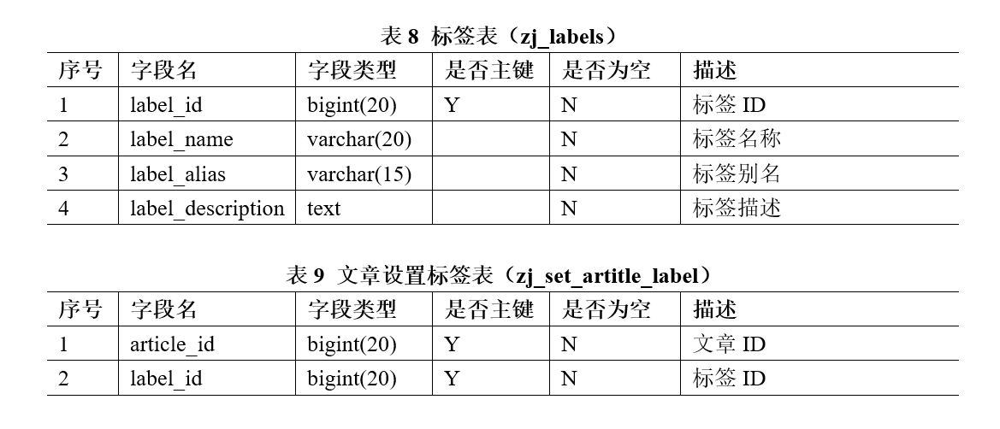 表 8 标签表（zj_labels）
序号 字段名 字段类型 是否主键 是否为空 描述
1 label_id bigint(20) Y N 标签 ID
2 label_name varchar(20) N 标签名称
3 label_alias varchar(15) N 标签别名
4 label_description text N 标签描述
表 9 文章设置标签表（zj_set_artitle_label）
序号 字段名 字段类型 是否主键 是否为空 描述
1 article_id bigint(20) Y N 文章 ID
2 label_id bigint(20) Y N 标签 ID